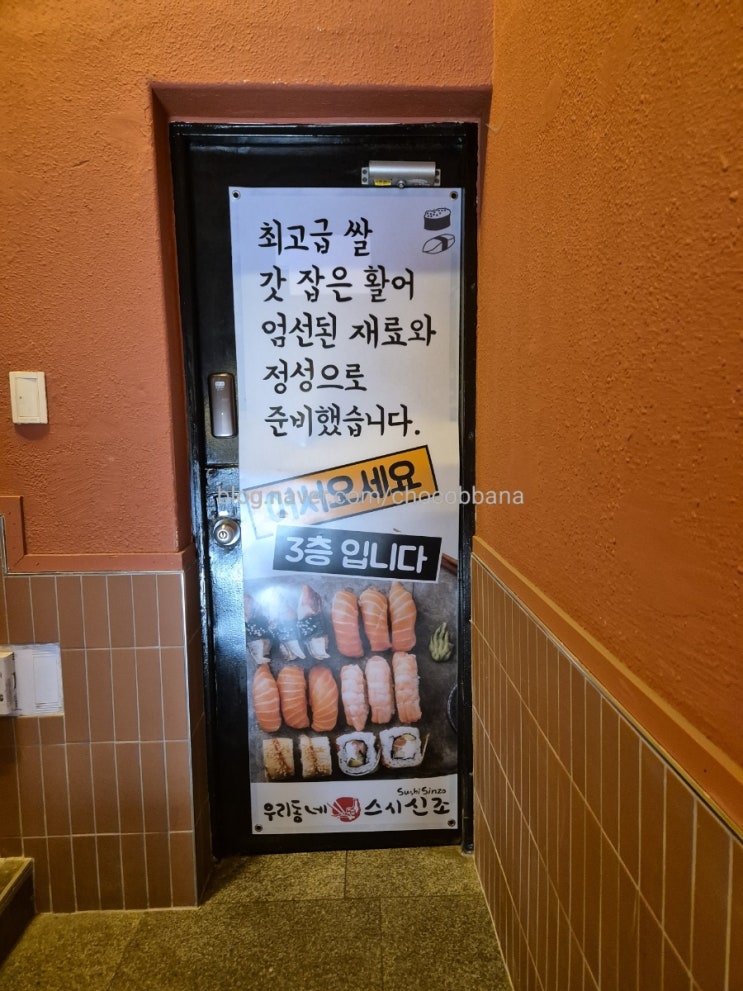 최고급 쌀
갓 잡은 활어
엄선된 재료와
정성으로
준비했습니다.
어서오세요
blog.naver.com/chocobbana
3층 입니다
Sushi Sinzo
우리동네 스시신조